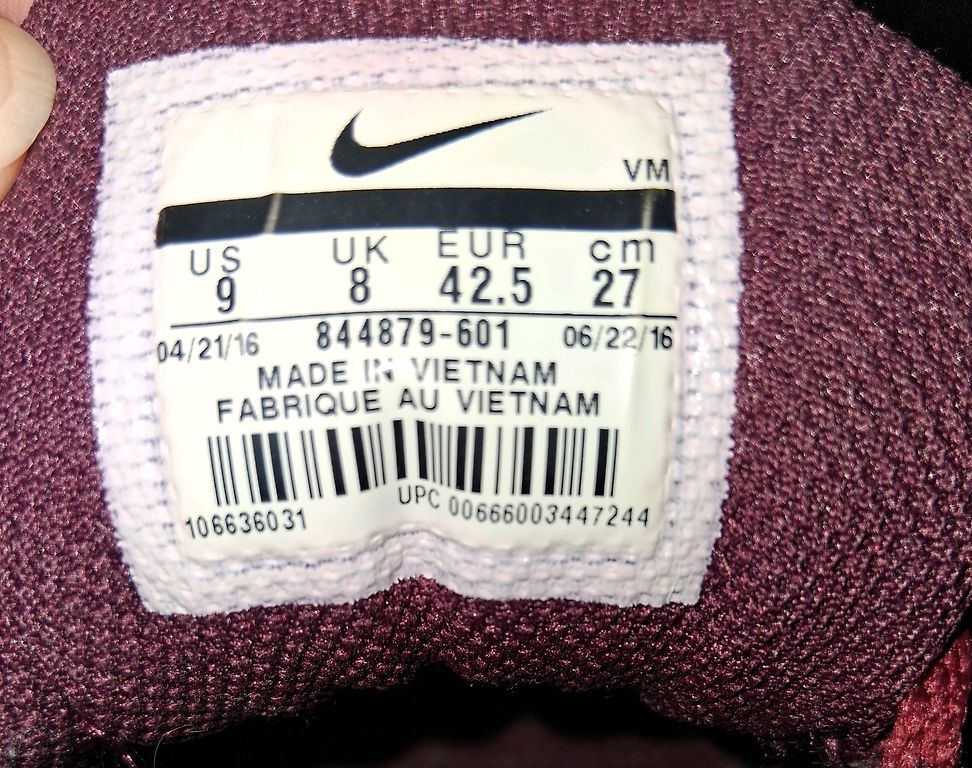 VM
US UK EUR cm
9 8 42.5 27
04/21/16 844879-601 06/22/16
MADE IN VIETNAM
FABRIQUE AU VIETNAM
106636031 UPC 00666003447244